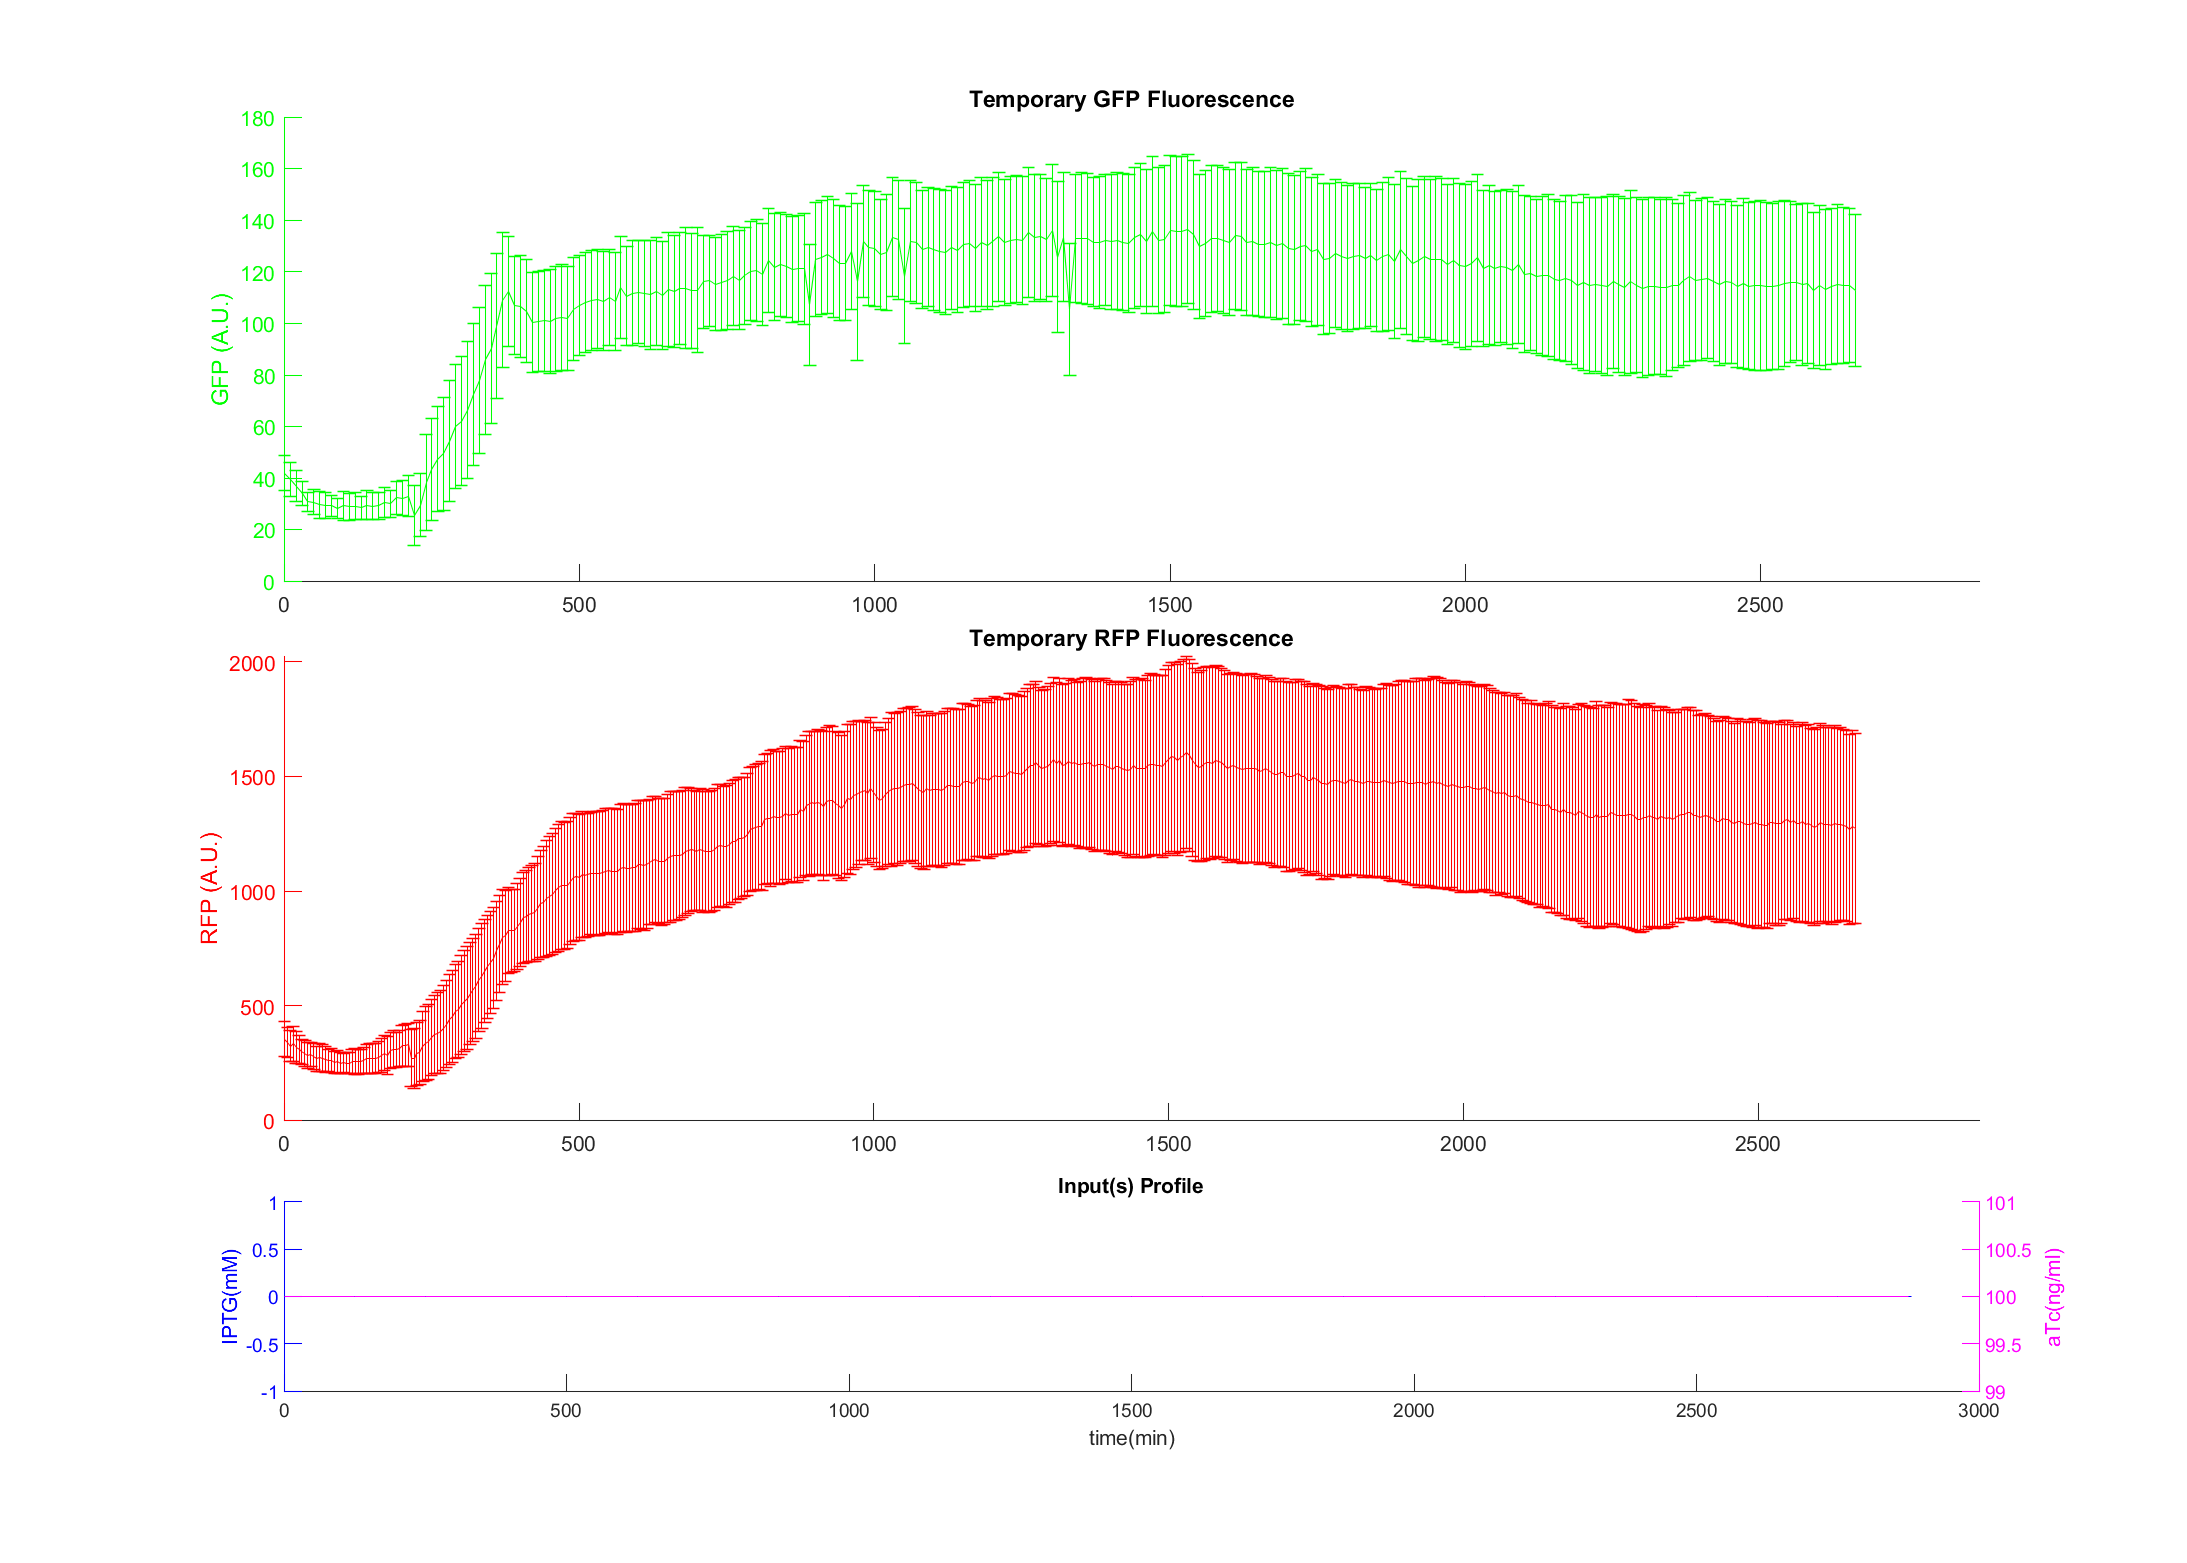 Temporary GFP Fluorescence
180
160
140
120
100
80
60
40
20
0
GFP (A.U.)
0 500 1000 1500 2000 2500
Temporary RFP Fluorescence
2000
1500
1000
500
0
RFP (A.U.)
0 500 1000 1500 2000 2500
Input(s) Profile
1
0.5
0
-0.5
-1
IPTG(mM)
101
100.5
100
99.5
99
aTc(ng/ml)
0 500 1000 1500 2000 2500 3000
time(min)